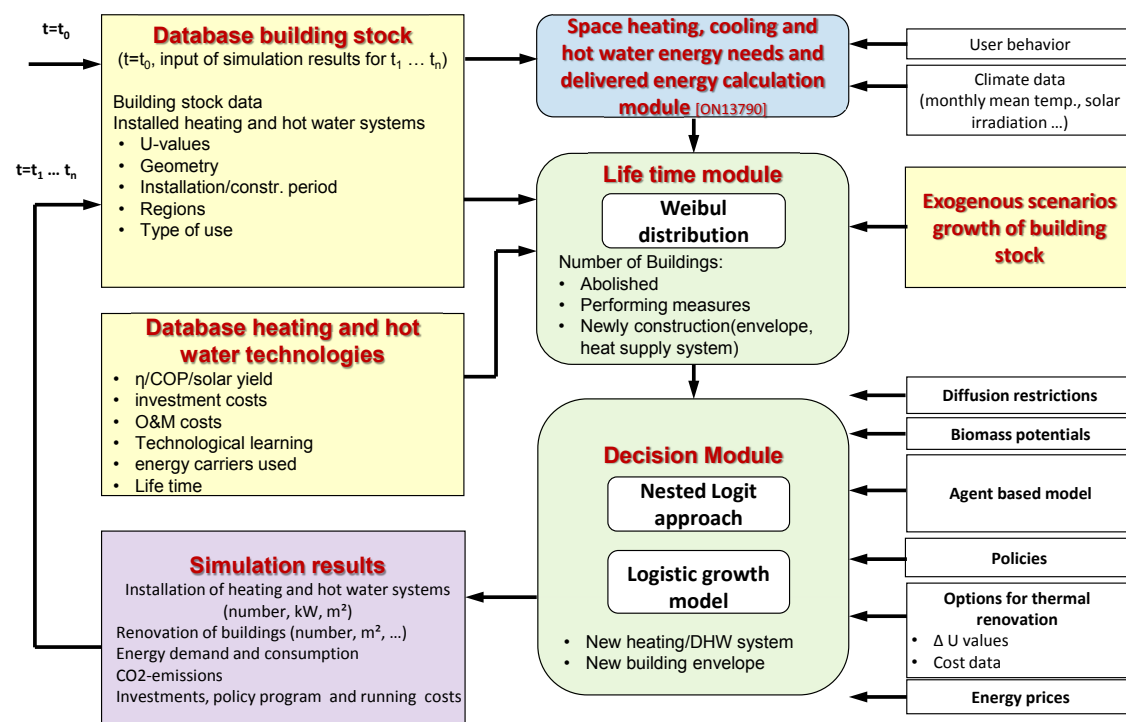 t=t0
Database building stock
(t=t0, input of simulation results for t1 … tn)
Building stock data
Installed heating and hot water systems
• U-values
• Geometry
• Installation/constr. period
• Regions
• Type of use
t=t1 … tn
Database heating and hot
water technologies
• η/COP/solar yield
• investment costs
• O&M costs
• Technological learning
• energy carriers used
• Life time
Simulation results
Installation of heating and hot water systems
(number, kW, m²)
Renovation of buildings (number, m², …)
Energy demand and consumption
CO2-emissions
Investments, policy program and running costs
Space heating, cooling and
hot water energy needs and
delivered energy calculation
module [ON13790]
Life time module
Weibul
distribution
Number of Buildings:
• Abolished
• Performing measures
• Newly construction(envelope,
heat supply system)
Decision Module
Nested Logit
approach
Logistic growth
model
• New heating/DHW system
• New building envelope
User behavior
Climate data
(monthly mean temp., solar
irradiation …)
Exogenous scenarios
growth of building
stock
Diffusion restrictions
Biomass potentials
Agent based model
Policies
Options for thermal
renovation
• Δ U values
• Cost data
Energy prices